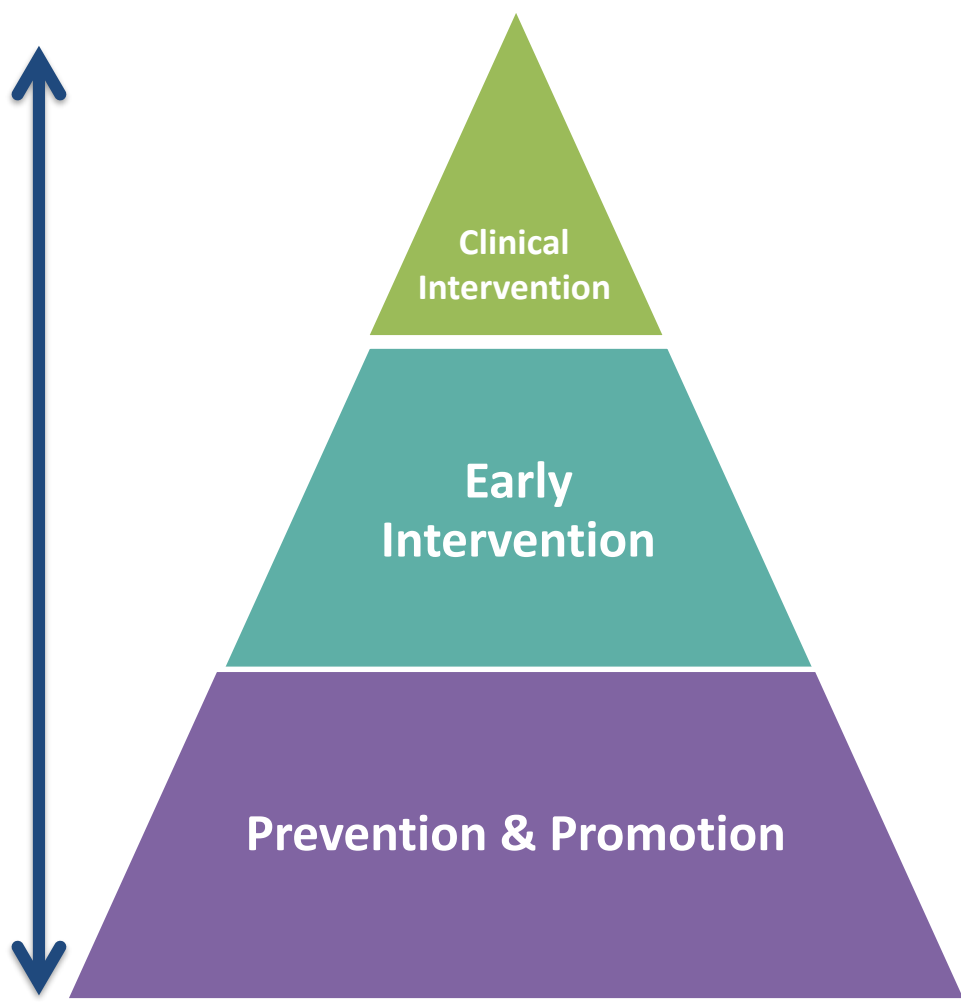 Clinical
Intervention
Early
Intervention
Prevention & Promotion